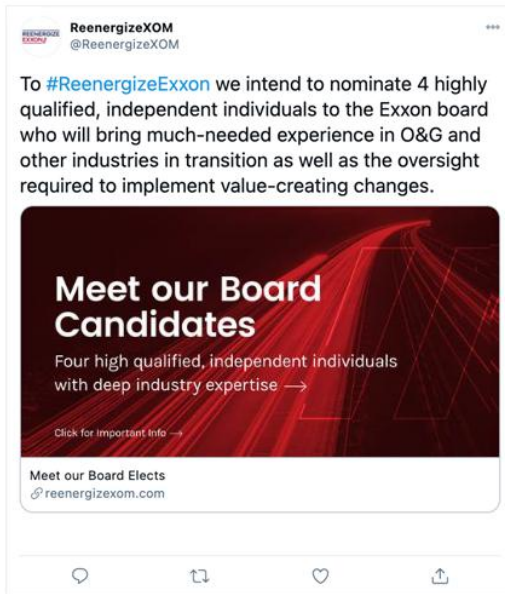 REENERGIZE
EXXON
ReenergizeXOM
@ReenergizeXOM
To #ReenergizeExxon we intend to nominate 4 highly
qualified, independent individuals to the Exxon board
who will bring much-needed experience in O&G and
other industries in transition as well as the oversight
required to implement value-creating changes.
Meet our Board
Candidates
Four high qualified, independent individuals
with deep industry expertise →
Click for Important Info →
Meet our Board Elects
reenergizexom.com